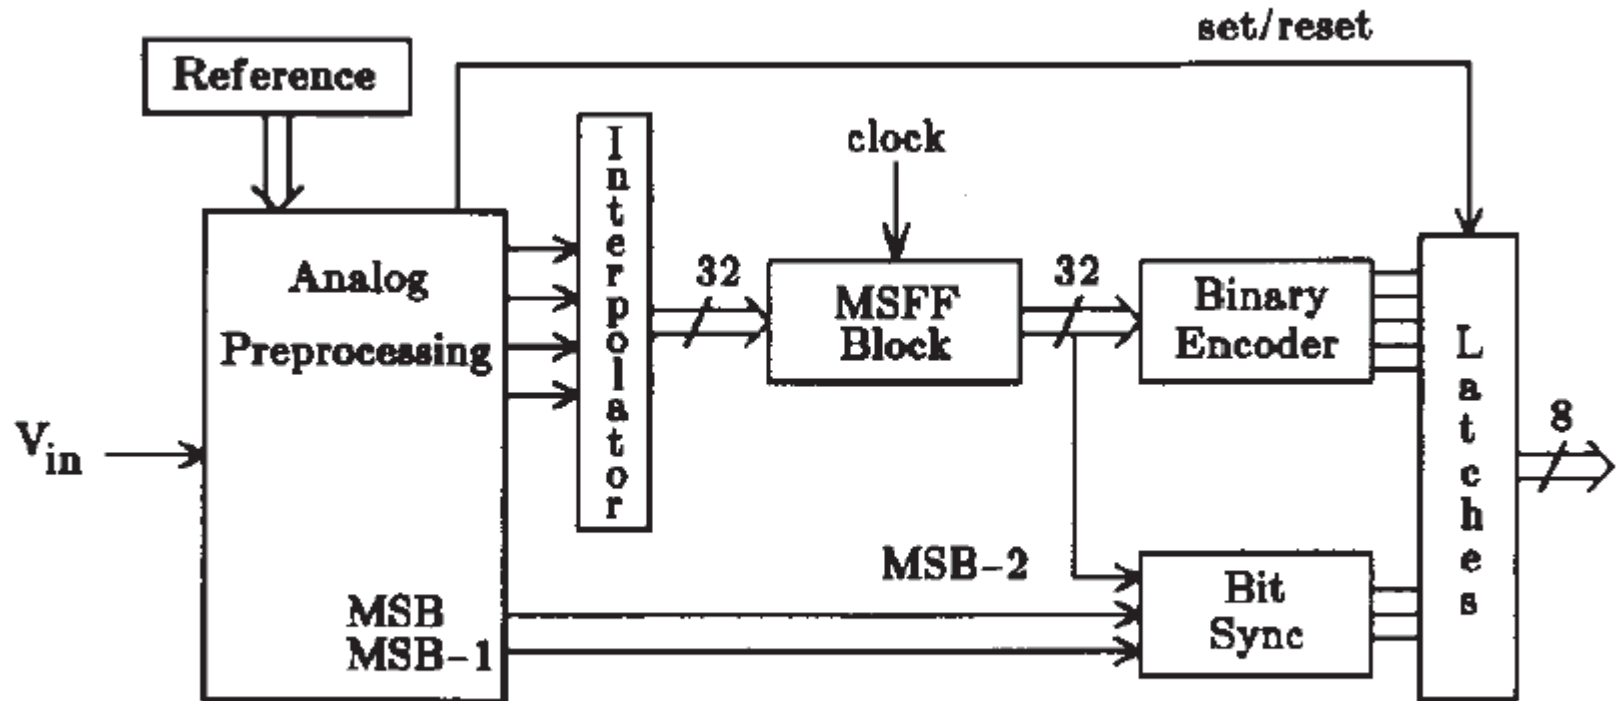 set/reset
Reference
clock
Interpolator
32
32
Analog
Preprocessing
MSFF
Block
Binary
Encoder
Latches
8
Vin
MSB-2
MSB
MSB-1
Bit
Sync